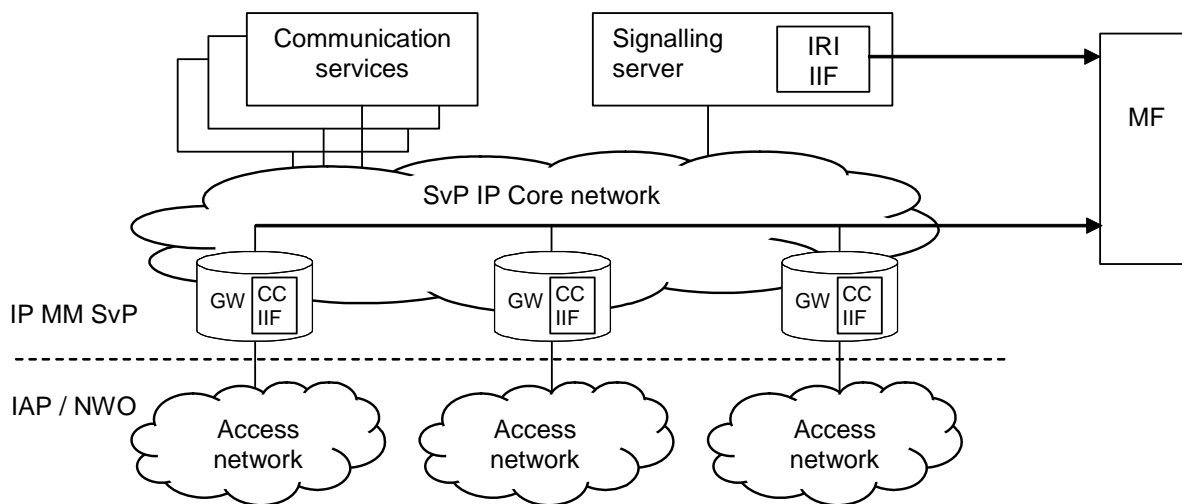 Communication
services
Signalling
server
IRI
IIF
MF
SvP IP Core network
GW
CC
IIF
GW
CC
IIF
GW
CC
IIF
IP MM SvP
IAP / NWO
Access
network
Access
network
Access
network